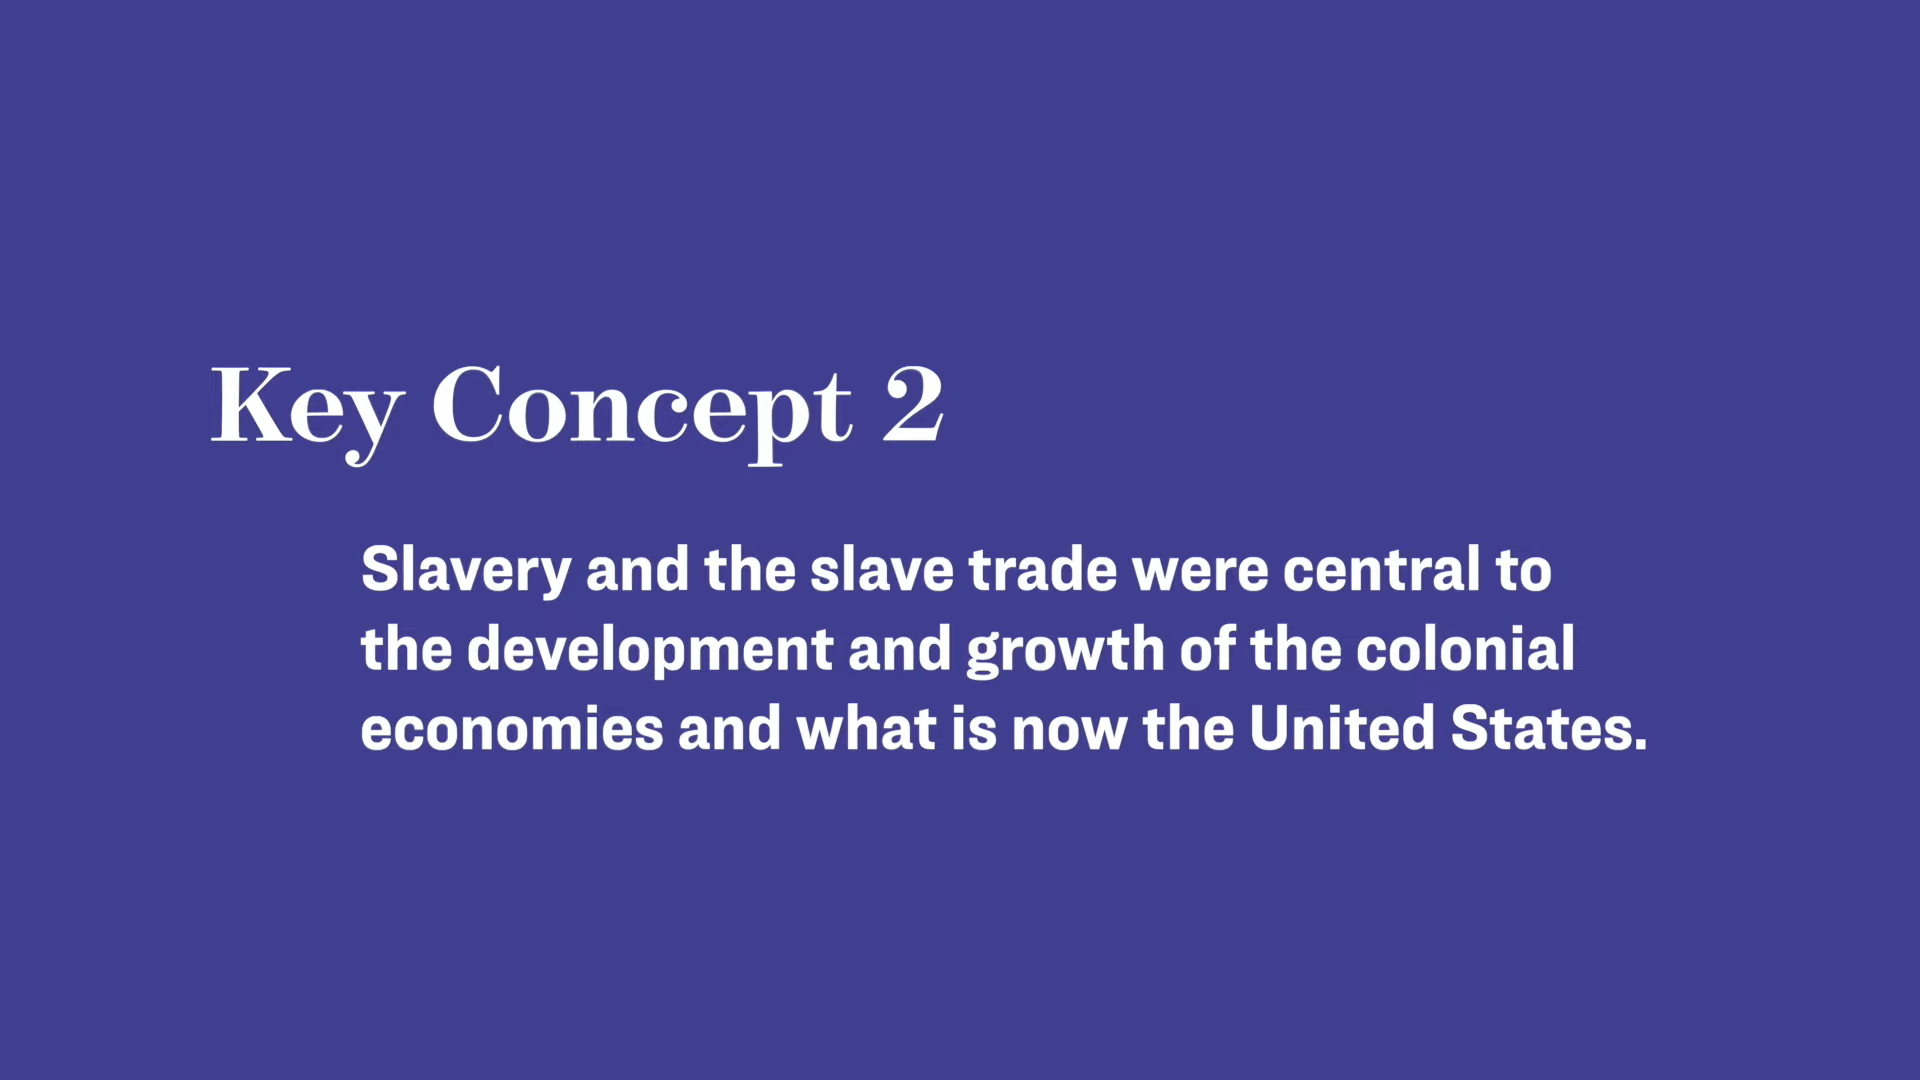 Key Concept 2
Slavery and the slave trade were central to
the development and growth of the colonial
economies and what is now the United States.